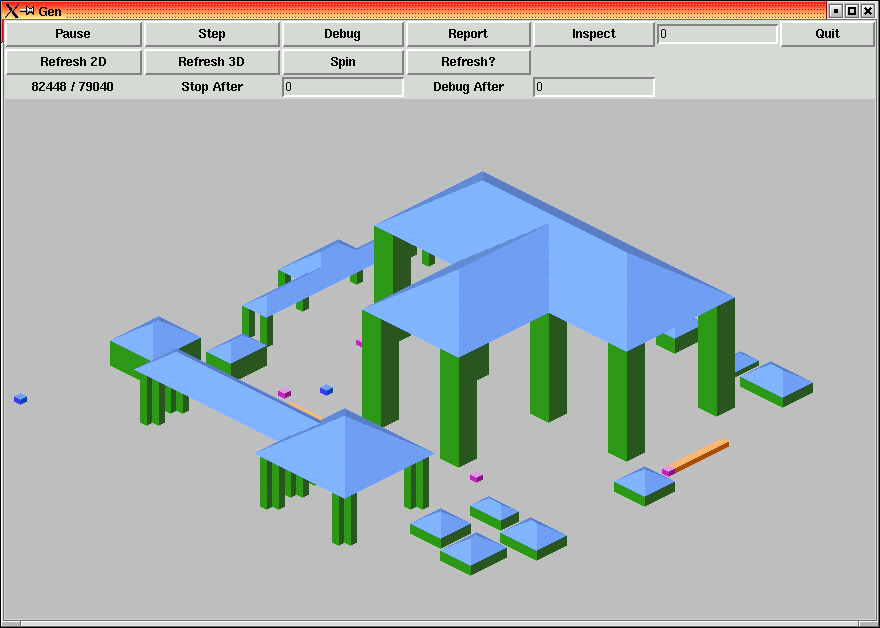 Gen
Pause Step Debug Report Inspect 0 Quit
Refresh 2D Refresh 3D Spin Refresh?
82448 / 79040 Stop After 0 Debug After 0